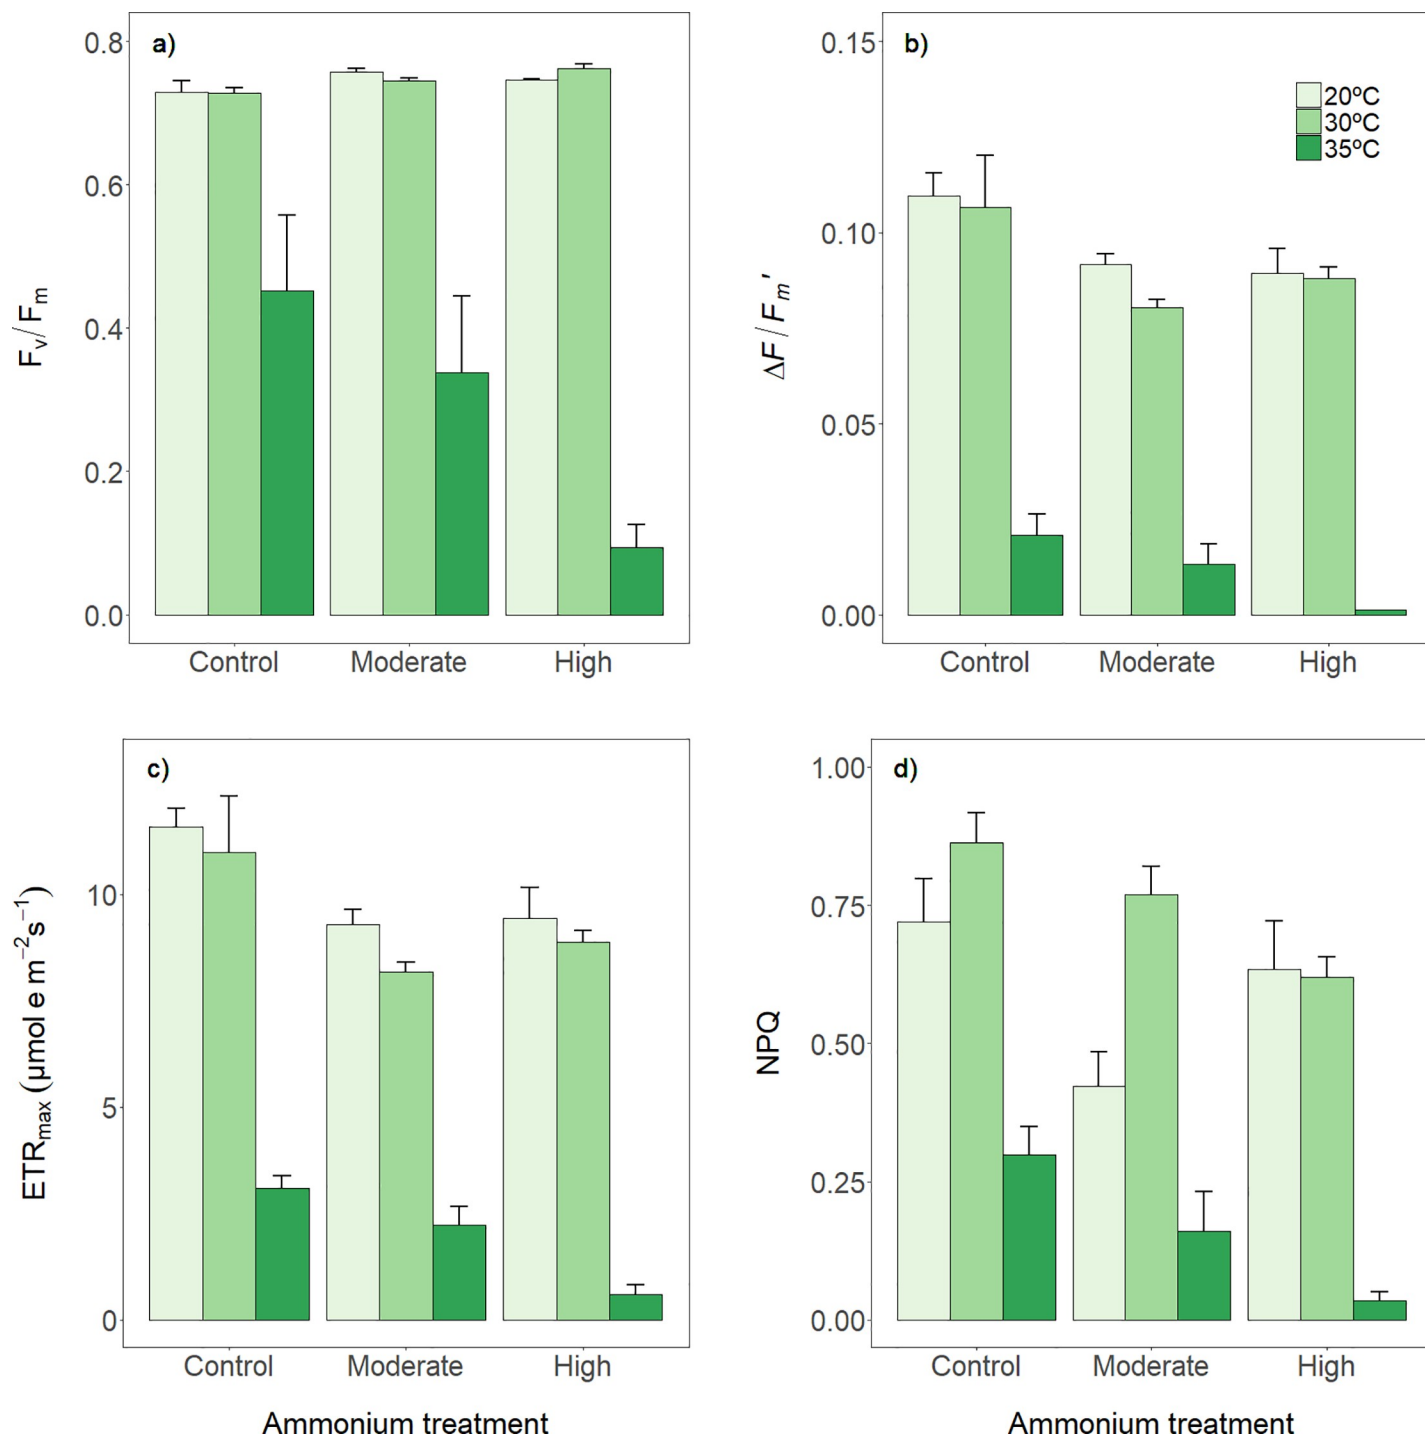 a)
0.8
0.6
0.4
0.2
0.0
Fv/Fm
Control Moderate High
b)
0.15
0.10
0.05
0.00
ΔF / Fm'
20ºC
30ºC
35ºC
Control Moderate High
c)
10
5
0
ETRmax (µmol e m−2s−1)
Control Moderate High
Ammonium treatment
d)
1.00
0.75
0.50
0.25
0.00
NPQ
Control Moderate High
Ammonium treatment